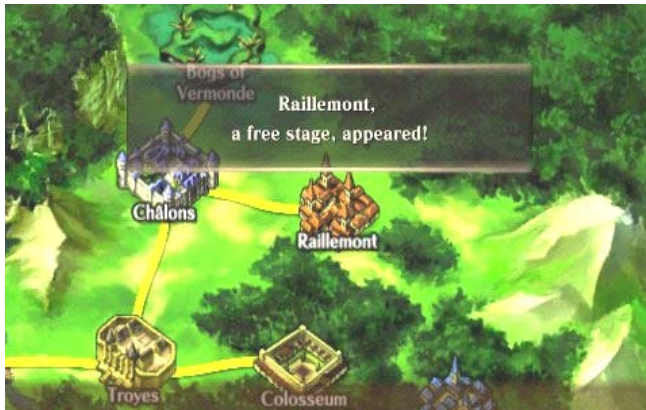 Bogs of
Vermonde
Raillemont,
a free stage, appeared!
Châlons
Raillemont
Troyes
Colosseum